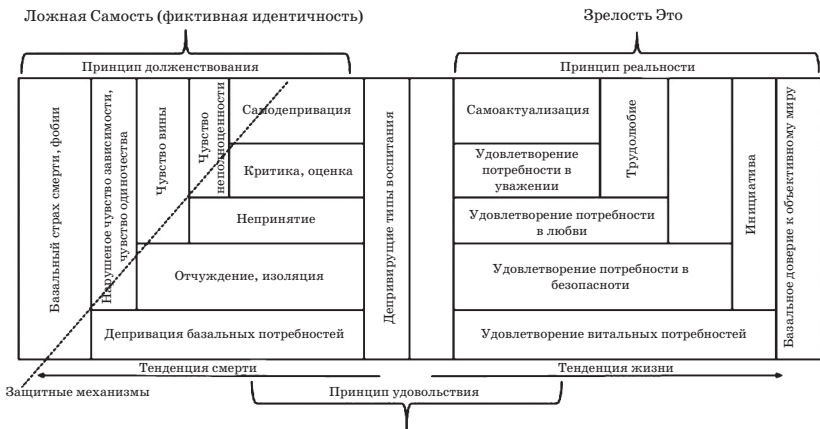 Ложная Самость (фиктивная идентичность)
Зрелость Это
Принцип долженствования
Принцип реальности
Базальный страх смерти, фобии
Нарушеное чувство зависимости,
чувство одиночества
Чувство вины
Чувство
неполноценности
Самодепривация
Критика, оценка
Непринятие
Отчуждение, изоляция
Депривация базальных потребностей
Депривирущие типы воспитания
Самоактуализация
Удовлетворение
потребности в
уважении
Трудолюбие
Удовлетворение потребности
в любви
Удовлетворение потребности в
безопасноти
Удовлетворение витальных потребностей
Инициатива
Базальное доверие к объективному миру
Тенденция смерти
Тенденция жизни
Защитные механизмы
Принцип удовольствия